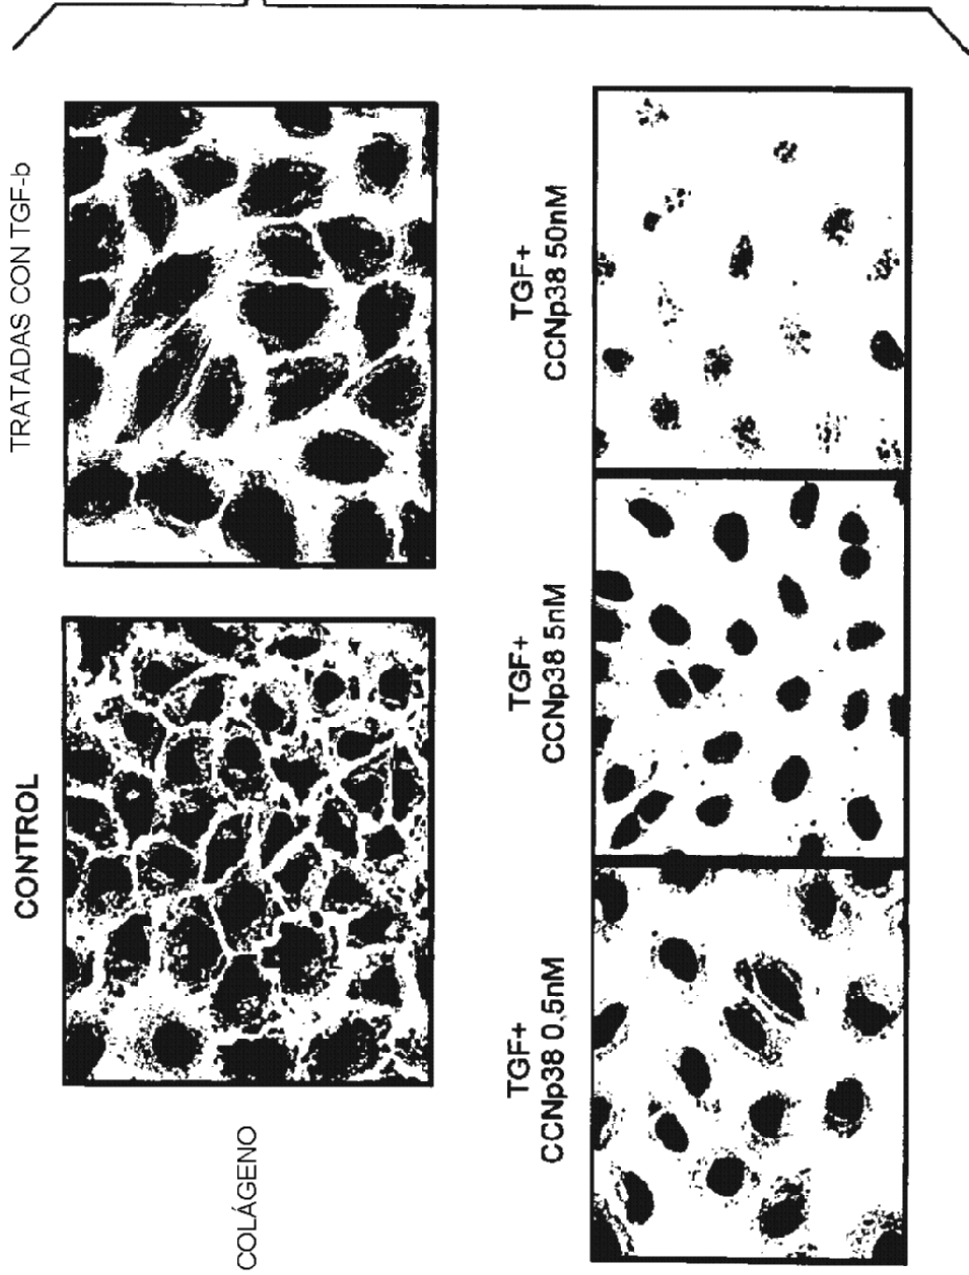 COLÁGENO
CONTROL
TRATADAS CON TGF-b
TGF+
CCNp38 0,5nM
TGF+
CCNp38 5nM
TGF+
CCNp38 50nM